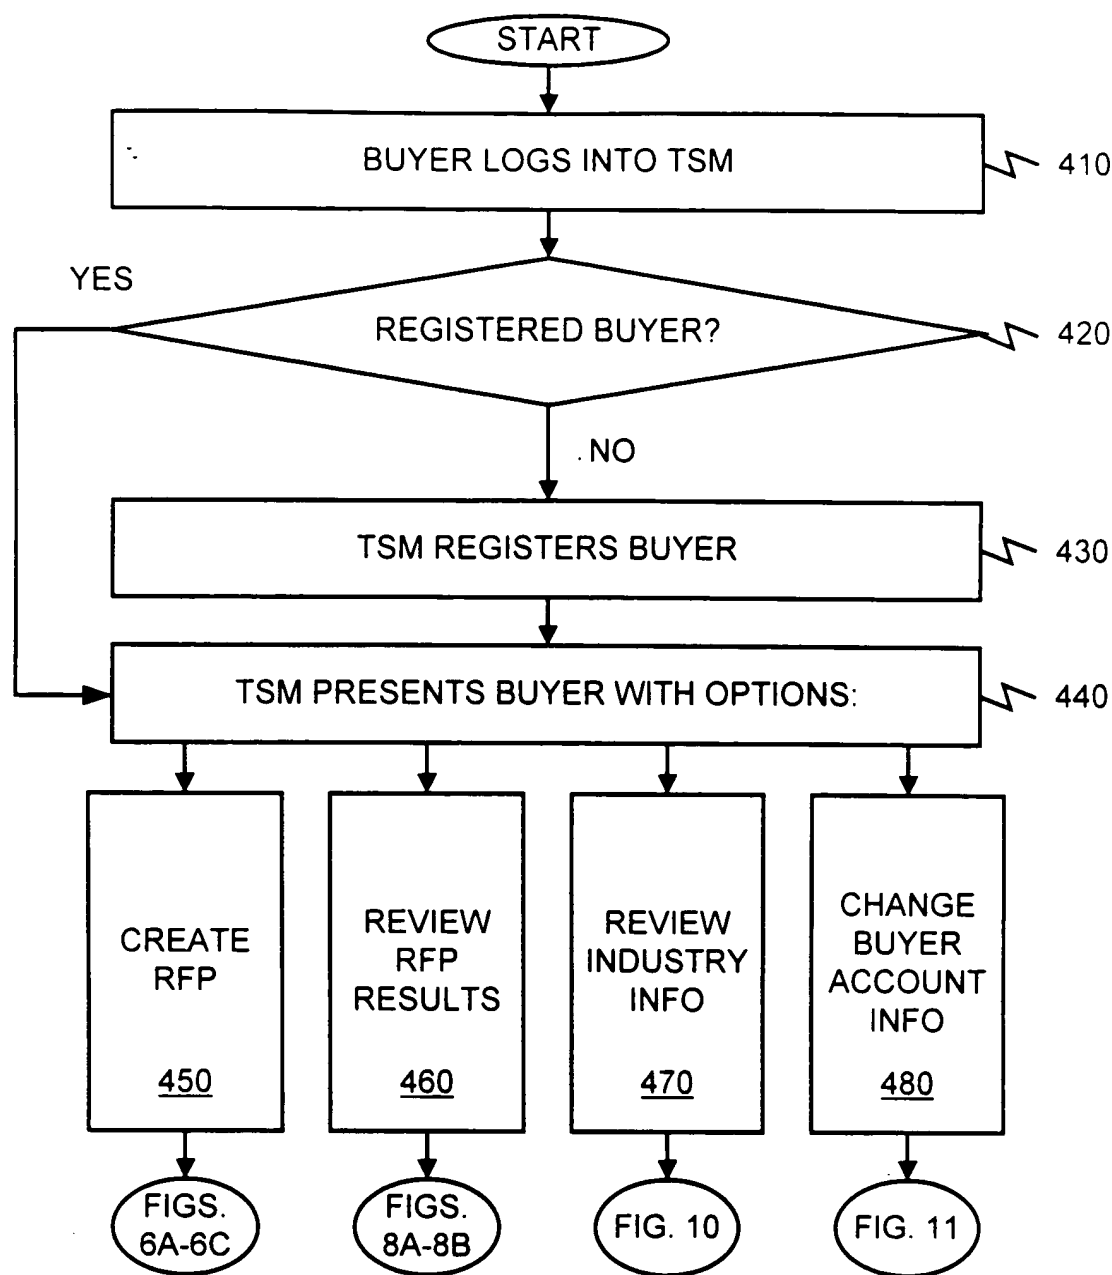 START
BUYER LOGS INTO TSM
410
YES
REGISTERED BUYER?
420
NO
TSM REGISTERS BUYER
430
TSM PRESENTS BUYER WITH OPTIONS:
440
CREATE
RFP
450
REVIEW
RFP
RESULTS
460
REVIEW
INDUSTRY
INFO
470
CHANGE
BUYER
ACCOUNT
INFO
480
FIGS.
6A-6C
FIGS.
8A-8B
FIG. 10
FIG. 11